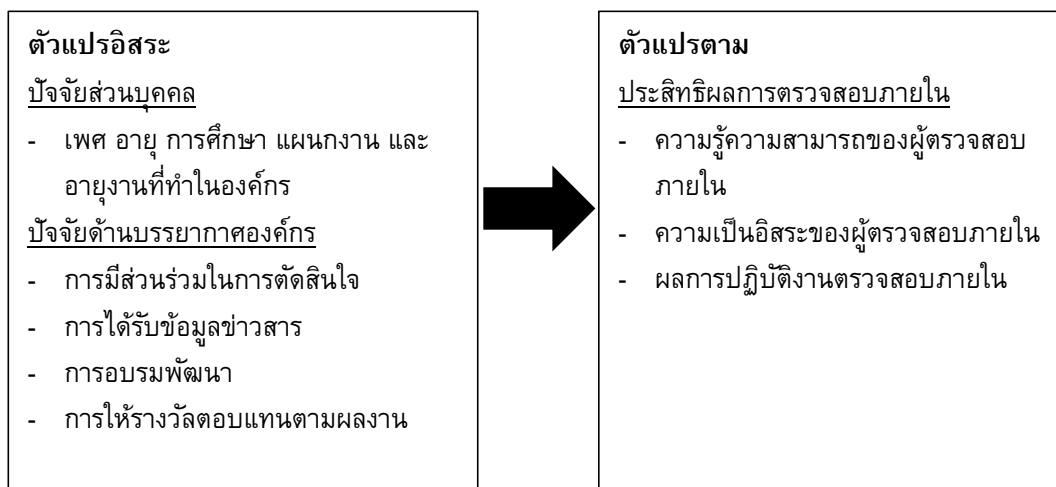 ตัวแปรอิสระ
ปัจจัยส่วนบุคคล
- เพศ อายุ การศึกษา แผนกงาน และ
อายุงานที่ทำในองค์กร
ปัจจัยด้านบรรยากาศองค์กร
- การมีส่วนร่วมในการตัดสินใจ
- การได้รับข้อมูลข่าวสาร
- การอบรมพัฒนา
- การให้รางวัลตอบแทนตามผลงาน
ตัวแปรตาม
ประสิทธิผลการตรวจสอบภายใน
- ความรู้ความสามารถของผู้ตรวจสอบ
ภายใน
- ความเป็นอิสระของผู้ตรวจสอบภายใน
- ผลการปฏิบัติงานตรวจสอบภายใน